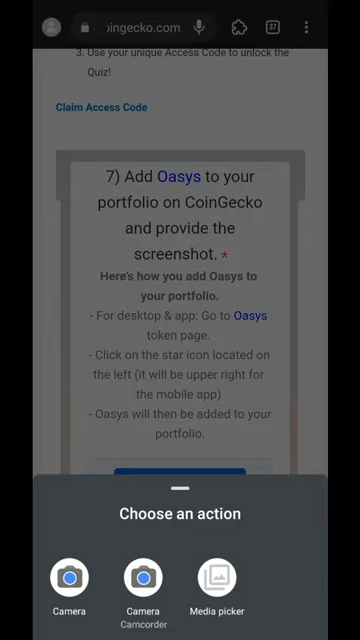 oingecko.com
37
3. Use your unique Access Code to unlock the
Quiz!
Claim Access Code
7) Add Oasys to your
portfolio on CoinGecko
and provide the
screenshot. *
Here's how you add Oasys to
your portfolio.
- For desktop & app: Go to Oasys
token page.
- Click on the star icon located on
the left (it will be upper right for
the mobile app)
- Oasys will then be added to your
portfolio.
Choose an action
Camera
Camera
Media picker
Camcorder